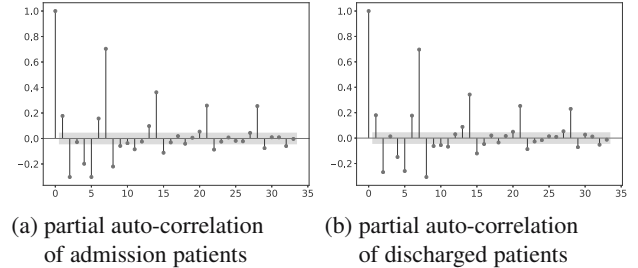 1.0
0.8
0.6
0.4
0.2
0.0
−0.2
0 5 10 15 20 25 30 35
(a) partial auto-correlation
of admission patients
1.0
0.8
0.6
0.4
0.2
0.0
−0.2
0 5 10 15 20 25 30 35
(b) partial auto-correlation
of discharged patients